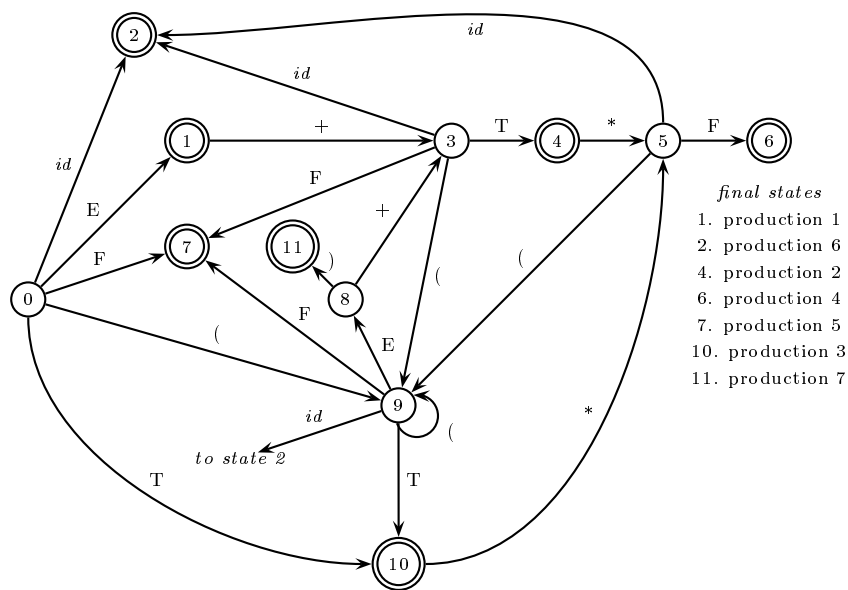 id
2
id
1
+
3
T
4
*
5
F
6
id
E
F
final states
1. production 1
2. production 6
4. production 2
6. production 4
7. production 5
10. production 3
11. production 7
+
7
11
)
F
(
(
0
8
F
(
E
9
id
(
*
to state 2
T
T
10